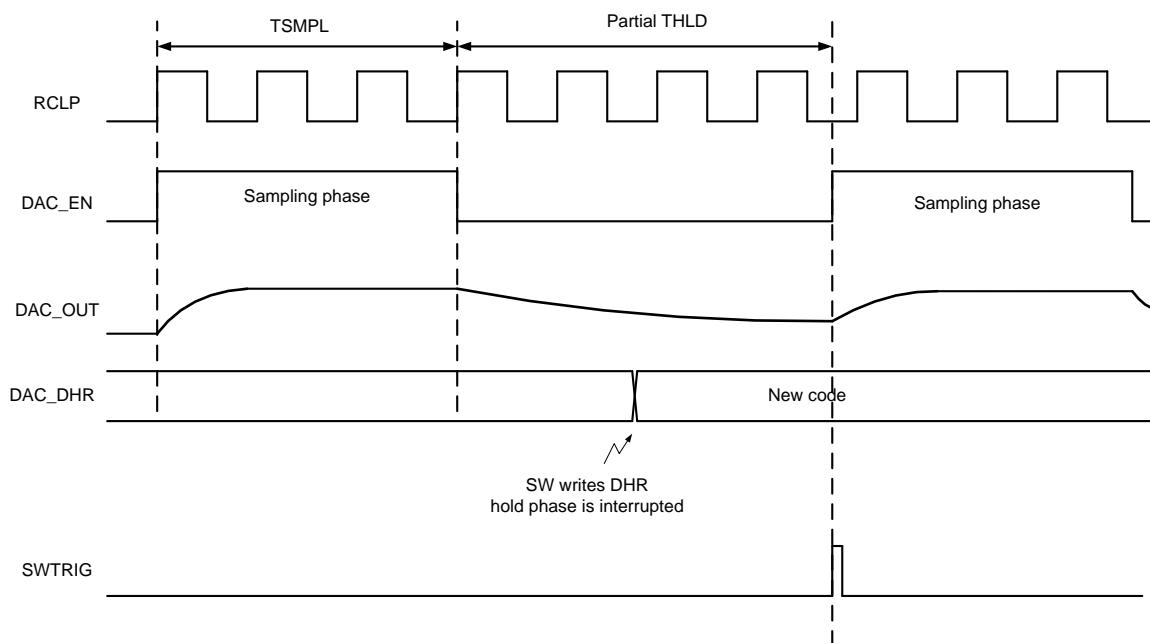 TSMPL
Partial THLD
RCLP
DAC_EN
Sampling phase
Sampling phase
DAC_OUT
DAC_DHR
New code
SW writes DHR
hold phase is interrupted
SWTRIG